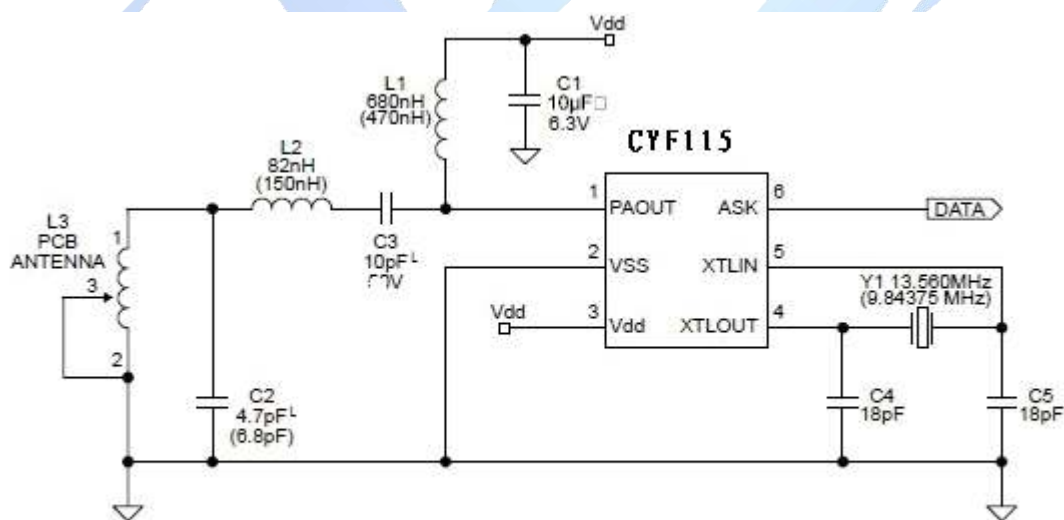 Vdd
L1
680nH
(470nH)
C1
10µF
6.3V
CYF115
L2
82nH
(150nH)
1
PAOUT
ASK
6
DATA
L3
PCB
ANTENNA
1
3
2
C3
10pF
2
VSS
XTLIN
5
Y1 13.560MHz
(9.84375 MHz)
Vdd
3
Vdd
XTLOUT
4
C2
4.7pF
(6.8pF)
C4
18pF
C5
18pF